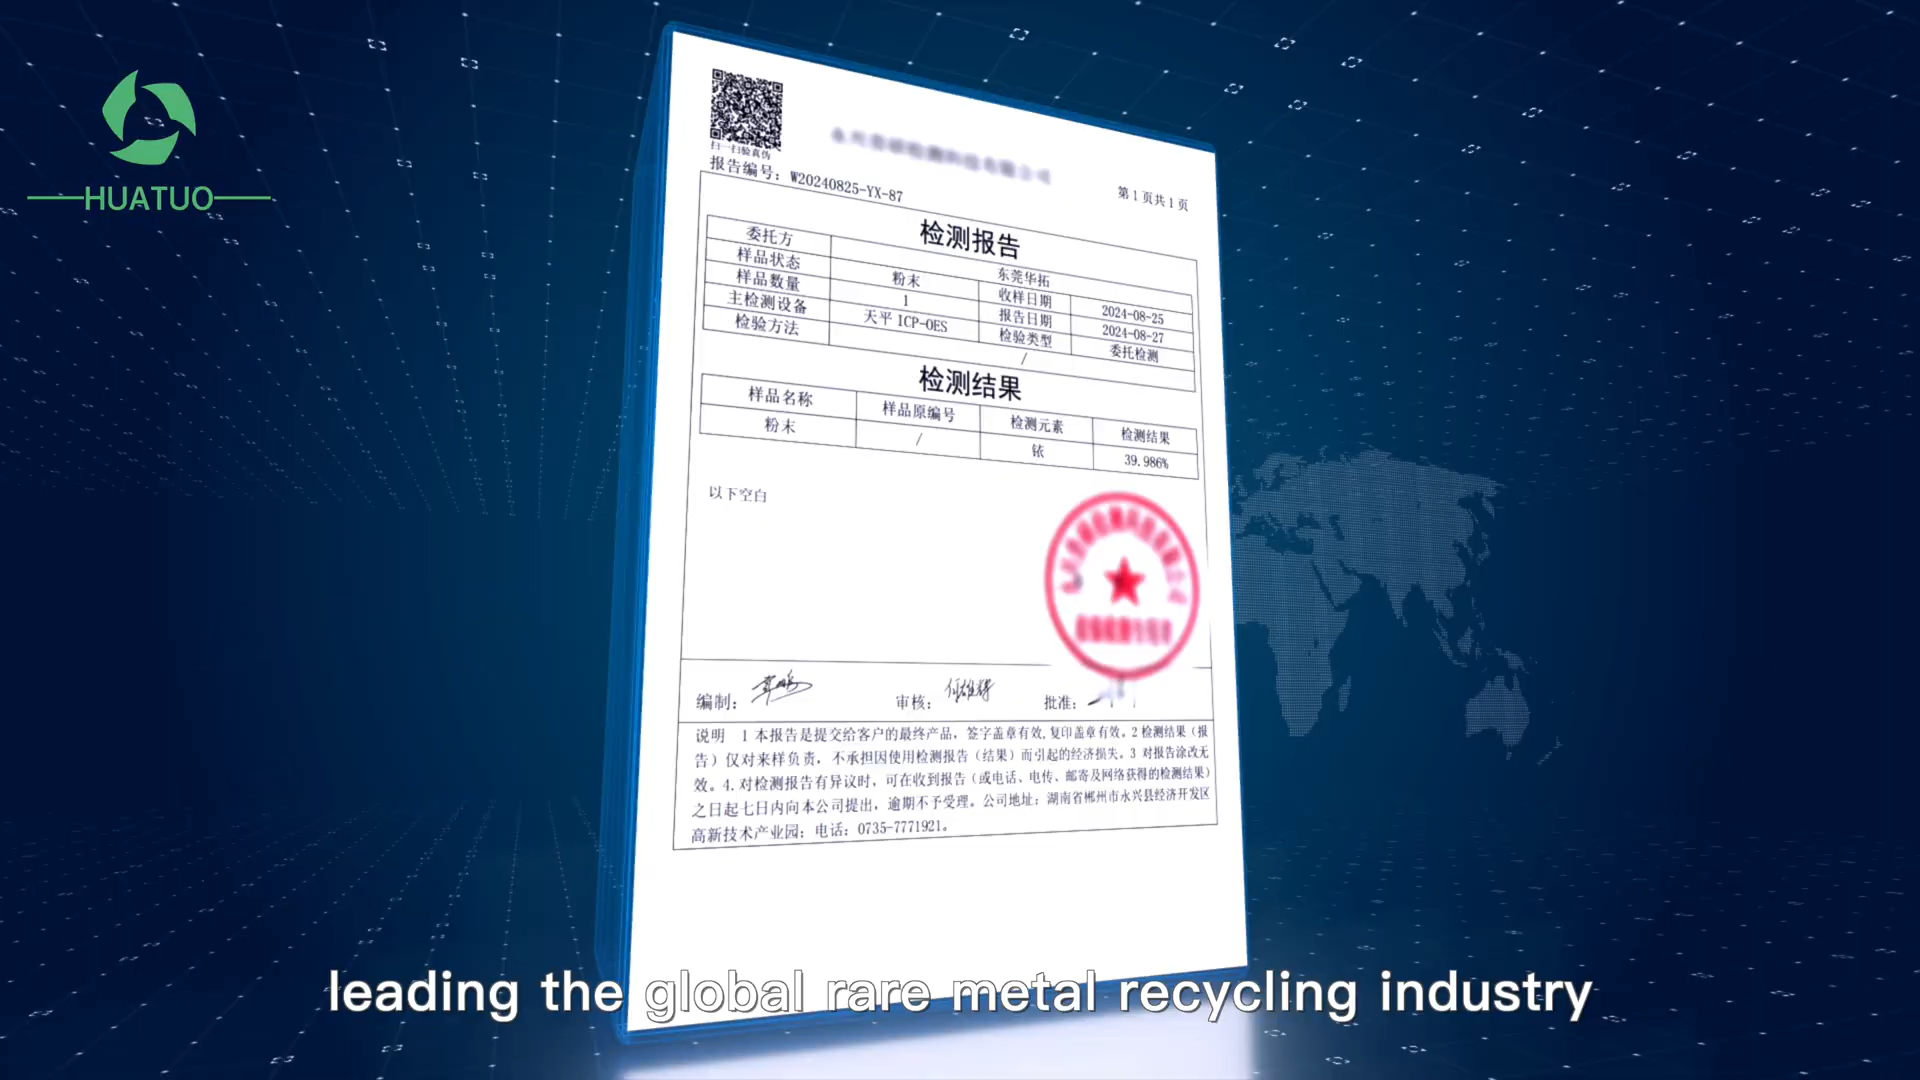 HUATUO
扫一扫验真伪
报告编号：W20240825-YX-87
第1页共1页
检测报告
委托方 东莞华拓
样品状态 粉末 收样日期 2024-08-25
样品数量 1 报告日期 2024-08-27
主检测设备 天平 ICP-OES 检验类型 委托检测
检验方法 /
检测结果
样品名称 样品原编号 检测元素 检测结果
粉末 / 铱 39.986%
以下空白
编制： 审核： 批准：
说明 1 本报告是提交给客户的最终产品，签字盖章有效,复印盖章有效。2 检测结果（报
告）仅对来样负责，不承担因使用检测报告（结果）而引起的经济损失。3 对报告涂改无
效。4.对检测报告有异议时，可在收到报告（或电话、电传、邮寄及网络获得的检测结果）
之日起七日内向本公司提出，逾期不予受理。公司地址：湖南省郴州市永兴县经济开发区
高新技术产业园；电话：0735-7771921。
leading the global rare metal recycling industry